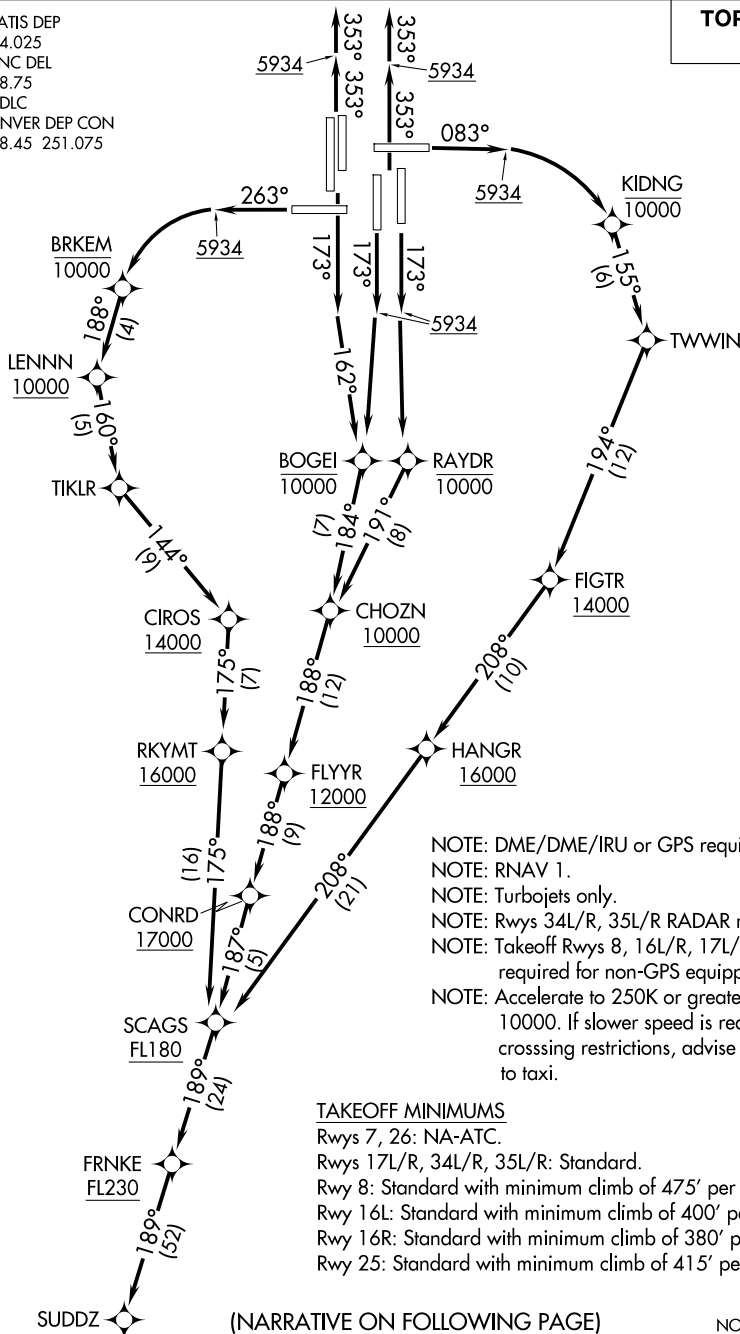 ATIS DEP
4.025
NC DEL
8.75
DLC
NVER DEP CON
8.45 251.075
TOP
353°
353°
5934
5934
353°
353°
083°
5934
KIDNG
10000
263°
5934
BRKEM
10000
173°
173°
173°
5934
155°
(6)
TWWIN
188°
(4)
LENNN
10000
162°
160°
(5)
194°
(12)
TIKLR
BOGEI
10000
RAYDR
10000
184°
(7)
191°
(8)
144°
(9)
FIGTR
14000
CIROS
14000
CHOZN
10000
175°
(7)
188°
(12)
208°
(10)
RKYMT
16000
HANGR
16000
FLYYR
12000
188°
(9)
175°
(16)
208°
(21)
CONRD
17000
187°
(5)
SCAGS
FL180
189°
(24)
FRNKE
FL230
189°
(52)
SUDDZ
NOTE: DME/DME/IRU or GPS requi
NOTE: RNAV 1.
NOTE: Turbojets only.
NOTE: Rwys 34L/R, 35L/R RADAR
NOTE: Takeoff Rwys 8, 16L/R, 17L/
required for non-GPS equipp
NOTE: Accelerate to 250K or greate
10000. If slower speed is rec
crosssing restrictions, advise
to taxi.
TAKEOFF MINIMUMS
Rwys 7, 26: NA-ATC.
Rwys 17L/R, 34L/R, 35L/R: Standard.
Rwy 8: Standard with minimum climb of 475' per
Rwy 16L: Standard with minimum climb of 400' pe
Rwy 16R: Standard with minimum climb of 380' p
Rwy 25: Standard with minimum climb of 415' pe
(NARRATIVE ON FOLLOWING PAGE)
NO